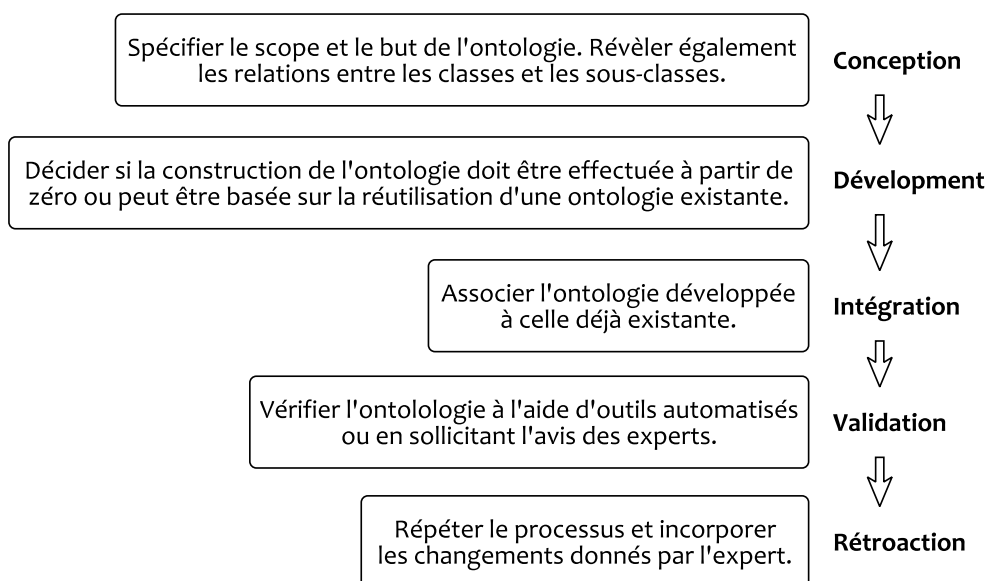 Spécifier le scope et le but de l'ontologie. Révèler également
les relations entre les classes et les sous-classes.
Conception
Décider si la construction de l'ontologie doit être effectuée à partir de
zéro ou peut être basée sur la réutilisation d'une ontologie existante.
Dévelopment
Associer l'ontologie développée
à celle déjà existante.
Intégration
Vérifier l'ontolologie à l'aide d'outils automatisés
ou en sollicitant l'avis des experts.
Validation
Répéter le processus et incorporer
les changements donnés par l'expert.
Rétroaction